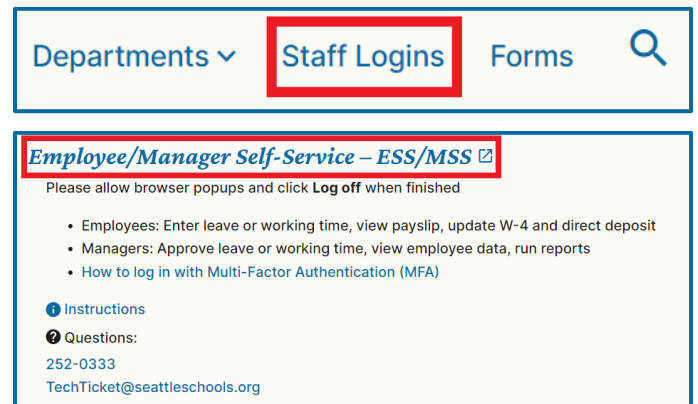 Departments Staff Logins Forms
Employee/Manager Self-Service – ESS/MSS
Please allow browser popups and click Log off when finished
• Employees: Enter leave or working time, view payslip, update W-4 and direct deposit
• Managers: Approve leave or working time, view employee data, run reports
• How to log in with Multi-Factor Authentication (MFA)
Instructions
Questions:
252-0333
TechTicket@seattleschools.org